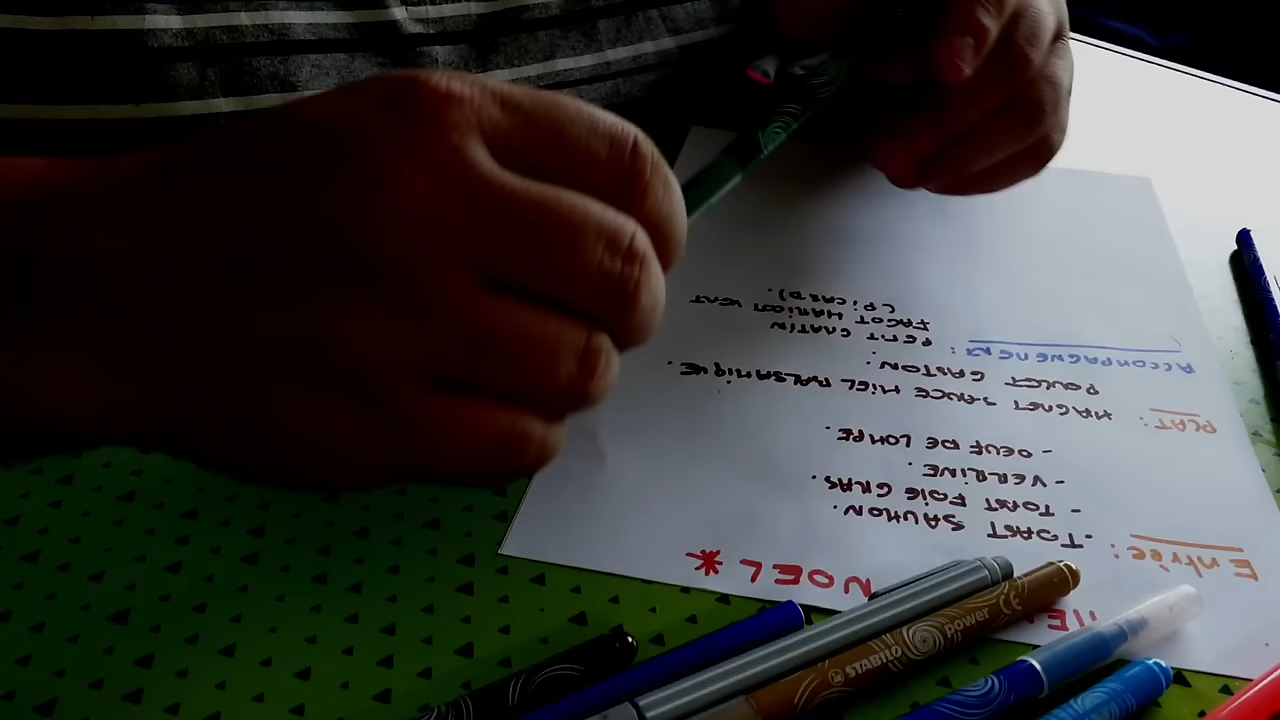 NOEL *
Entrée:
- TOAST SAUMON.
- TOAST FOIE GRAS.
- VERRINE.
- OEUF DE LOMPE.
PLAT: MAGRET SAUCE MIEL BALSAMIQUE.
POULET GASTON.
ACCOMPAGNEMENT: PETIT GRATIN
FAGOT HARICOT VERT
(PICARD).
STABILO power